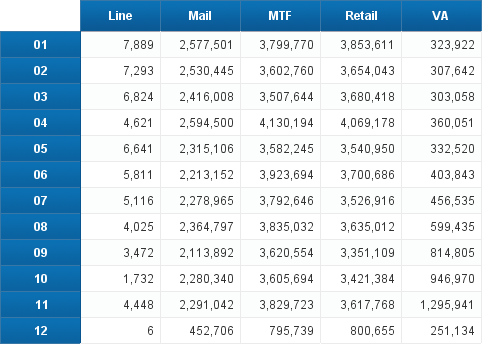 Line Mail MTF Retail VA
01 7,889 2,577,501 3,799,770 3,853,611 323,922
02 7,293 2,530,445 3,602,760 3,654,043 307,642
03 6,824 2,416,008 3,507,644 3,680,418 303,058
04 4,621 2,594,500 4,130,194 4,069,178 360,051
05 6,641 2,315,106 3,582,245 3,540,950 332,520
06 5,811 2,213,152 3,923,694 3,700,686 403,843
07 5,116 2,278,965 3,792,646 3,526,916 456,535
08 4,025 2,364,797 3,835,032 3,635,012 599,435
09 3,472 2,113,892 3,620,554 3,351,109 814,805
10 1,732 2,280,340 3,605,694 3,421,384 946,970
11 4,448 2,291,042 3,829,723 3,617,768 1,295,941
12 6 452,706 795,739 800,655 251,134